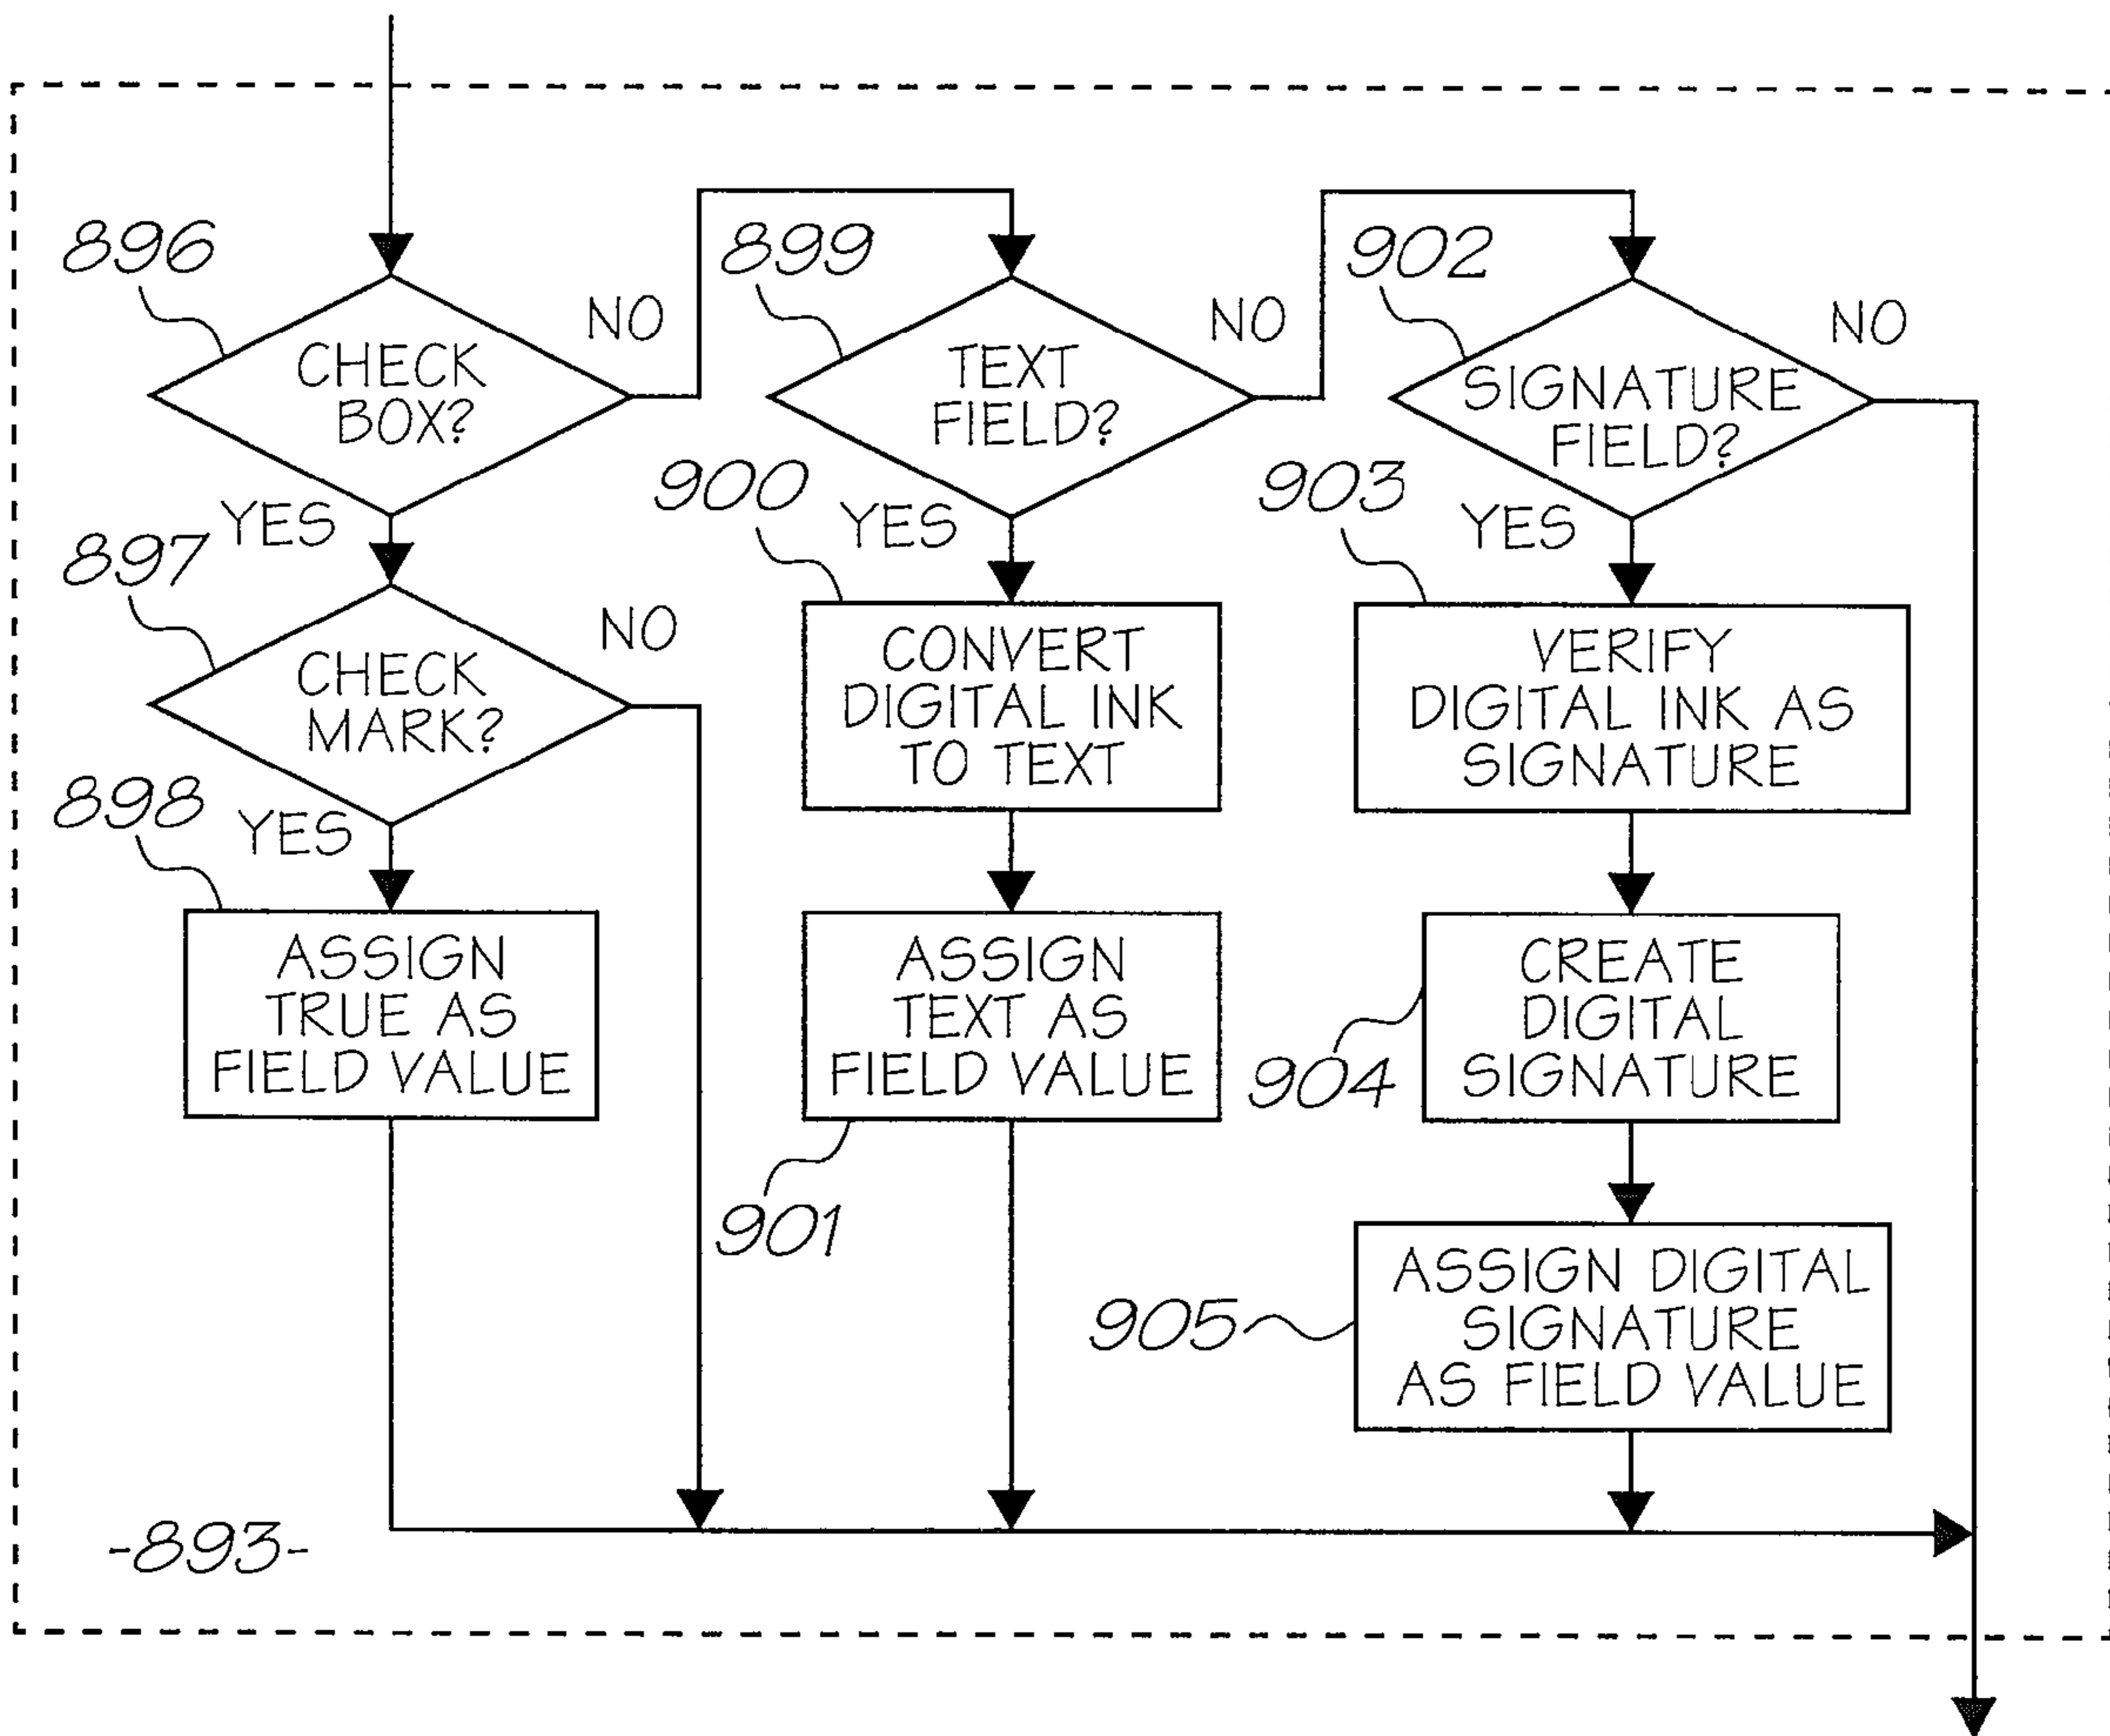 896
CHECK
BOX?
NO
YES
897
CHECK
MARK?
NO
YES
898
ASSIGN
TRUE AS
FIELD VALUE
899
TEXT
FIELD?
NO
YES
900
CONVERT
DIGITAL INK
TO TEXT
ASSIGN
TEXT AS
FIELD VALUE
901
902
SIGNATURE
FIELD?
NO
YES
903
VERIFY
DIGITAL INK AS
SIGNATURE
CREATE
DIGITAL
SIGNATURE
904
ASSIGN DIGITAL
SIGNATURE
AS FIELD VALUE
905
-893-